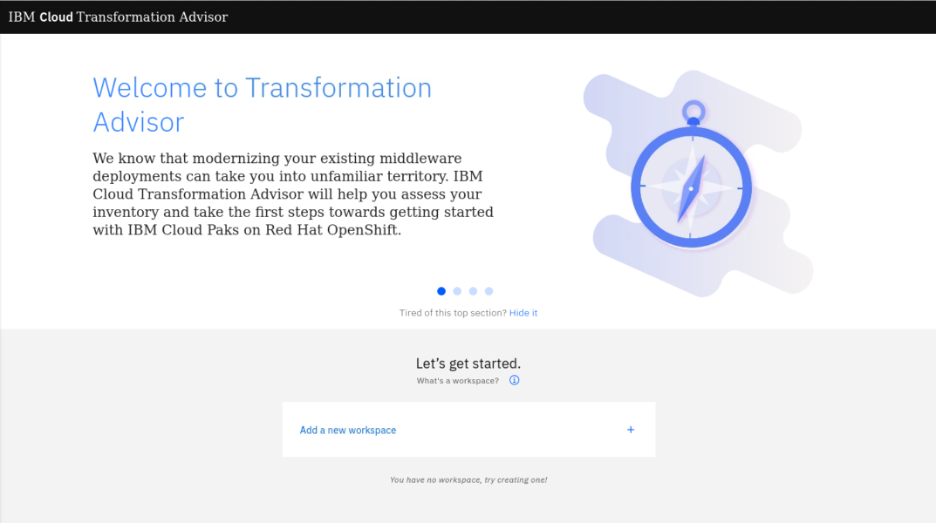 IBM Cloud Transformation Advisor
Welcome to Transformation
Advisor
We know that modernizing your existing middleware
deployments can take you into unfamiliar territory. IBM
Cloud Transformation Advisor will help you assess your
inventory and take the first steps towards getting started
with IBM Cloud Paks on Red Hat OpenShift.
Tired of this top section? Hide it
Let's get started.
What's a workspace?
Add a new workspace +
You have no workspace, try creating one!